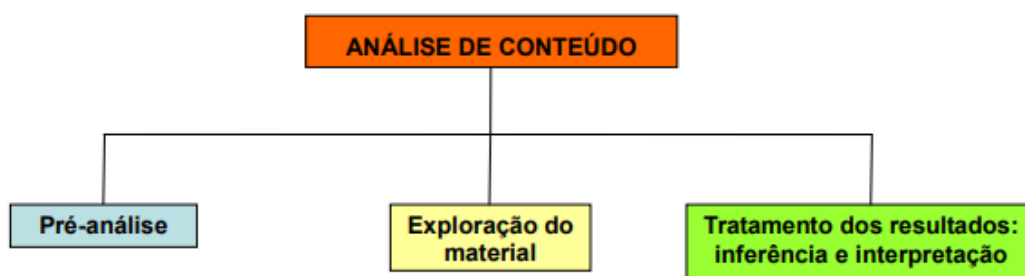 ANÁLISE DE CONTEÚDO
Pré-análise
Exploração do
material
Tratamento dos resultados:
inferência e interpretação